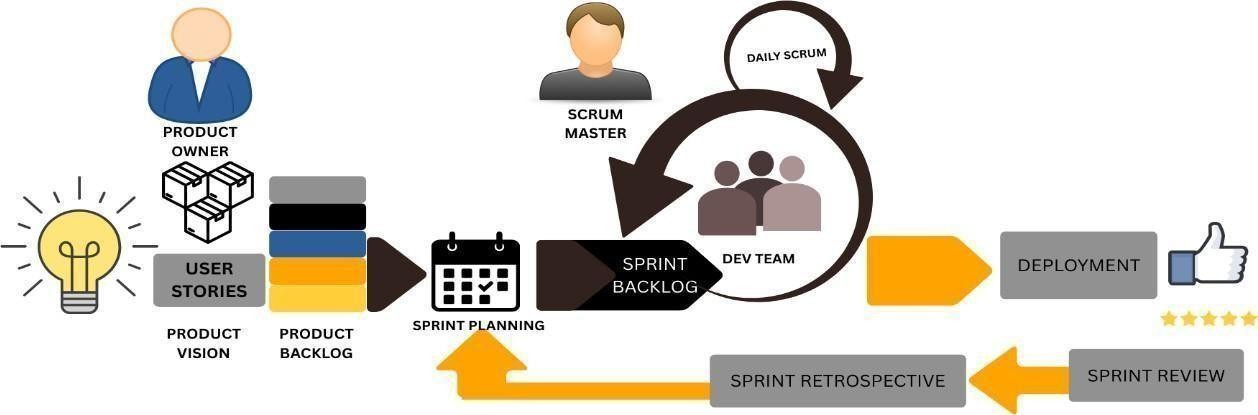 PRODUCT
OWNER
USER
STORIES
PRODUCT
VISION
PRODUCT
BACKLOG
SPRINT PLANNING
SCRUM
MASTER
DAILY SCRUM
SPRINT
BACKLOG
DEV TEAM
DEPLOYMENT
SPRINT REVIEW
SPRINT RETROSPECTIVE